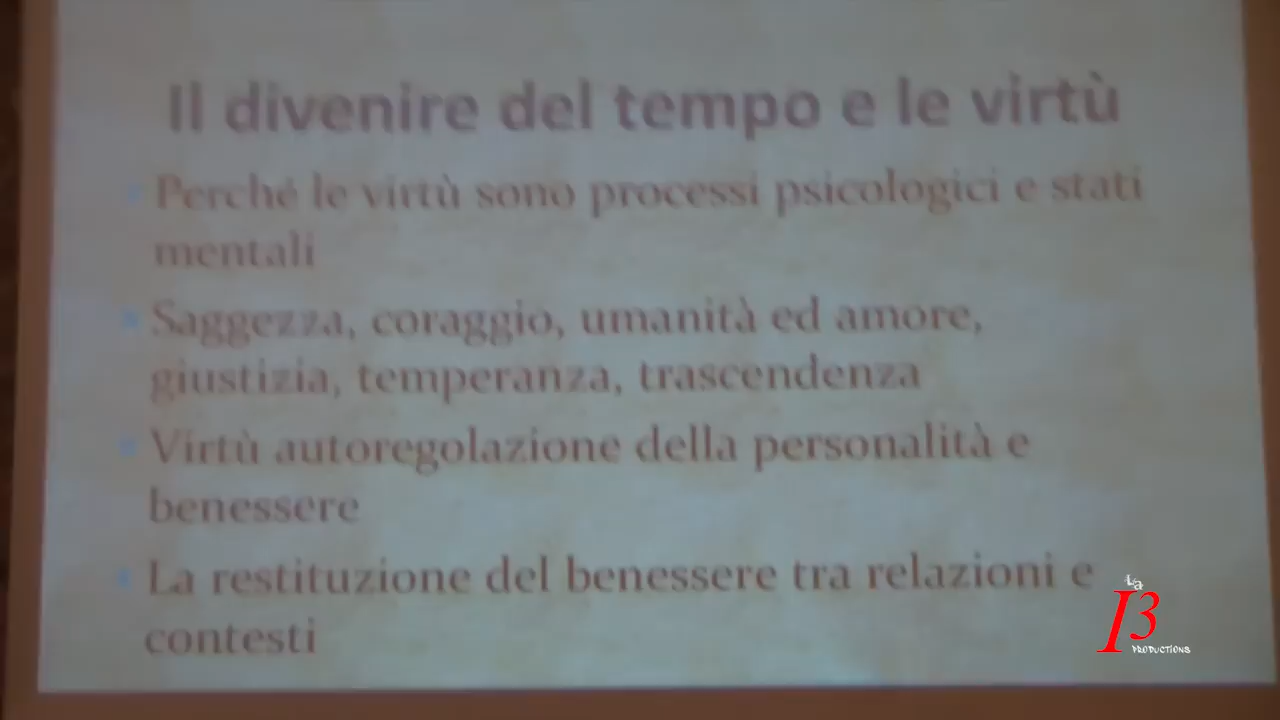 Il divenire del tempo e le virtù
Perché le virtù sono processi psicologici e stati
mentali
Saggezza, coraggio, umanità ed amore,
giustizia, temperanza, trascendenza
Virtù autoregolazione della personalità e
benessere
La restituzione del benessere tra relazioni e
contesti
La
I3
PRODUCTIONS